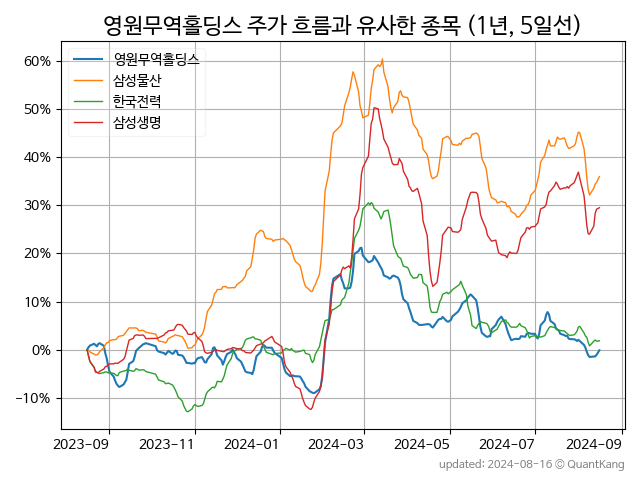 영원무역홀딩스 주가 흐름과 유사한 종목 (1년, 5일선)
영원무역홀딩스
삼성물산
한국전력
삼성생명
60%
50%
40%
30%
20%
10%
0%
−10%
2023-09 2023-11 2024-01 2024-03 2024-05 2024-07 2024-09
updated: 2024-08-16 © QuantKang